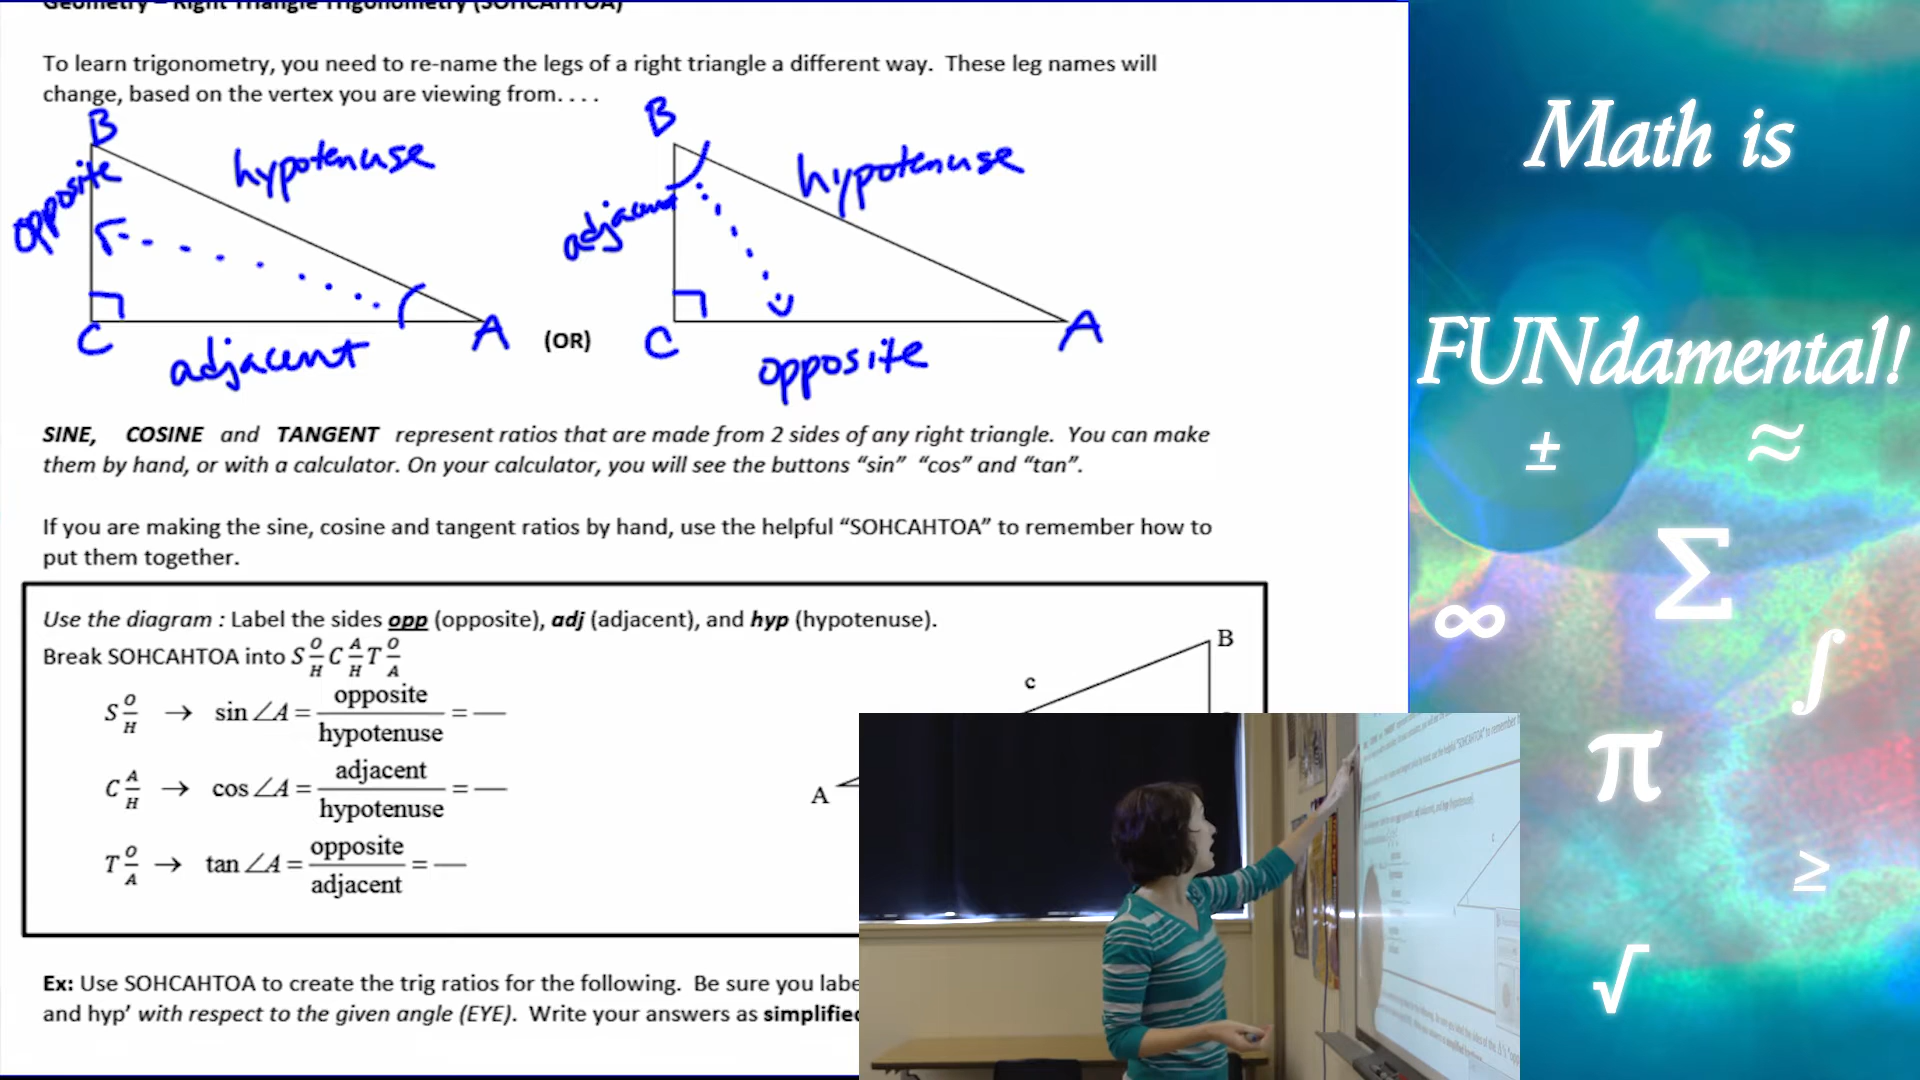 Geometry – Right Triangle Trigonometry (SOHCAHTOA)
To learn trigonometry, you need to re-name the legs of a right triangle a different way. These leg names will
change, based on the vertex you are viewing from. . . .
B
hypotenuse
opposite
C
adjacent
A
(OR)
B
hypotenuse
adjacent
C
opposite
A
SINE, COSINE and TANGENT represent ratios that are made from 2 sides of any right triangle. You can make
them by hand, or with a calculator. On your calculator, you will see the buttons “sin” “cos” and “tan”.
If you are making the sine, cosine and tangent ratios by hand, use the helpful “SOHCAHTOA” to remember how to
put them together.
Use the diagram : Label the sides opp (opposite), adj (adjacent), and hyp (hypotenuse).
Break SOHCAHTOA into S O/H C A/H T O/A
S O/H → sin ∠A = opposite/hypotenuse = —
C A/H → cos ∠A = adjacent/hypotenuse = —
T O/A → tan ∠A = opposite/adjacent = —
B
c
A
Ex: Use SOHCAHTOA to create the trig ratios for the following. Be sure you labe
and hyp’ with respect to the given angle (EYE). Write your answers as simplified
Math is
FUNdamental!
± ≈
Σ
∞ ∫
π
≥
√